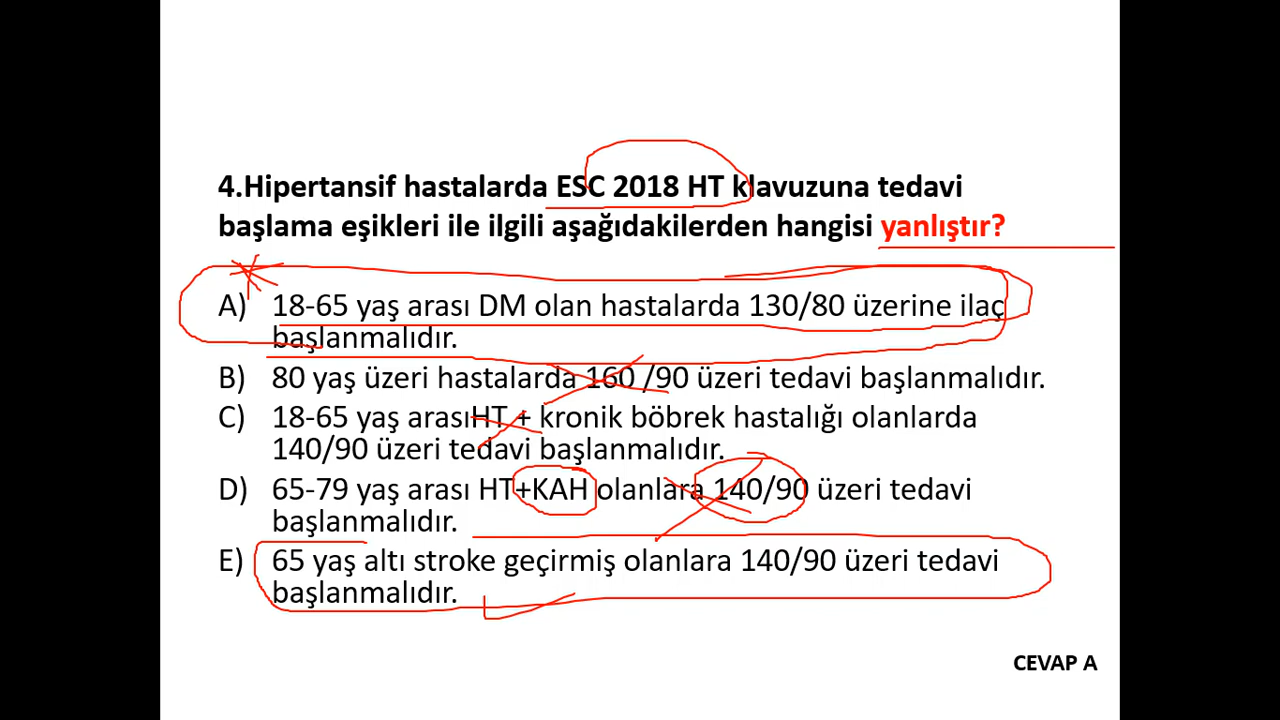 4.Hipertansif hastalarda ESC 2018 HT klavuzuna tedavi
başlama eşikleri ile ilgili aşağıdakilerden hangisi yanlıştır?
A) 18-65 yaş arası DM olan hastalarda 130/80 üzerine ilaç
başlanmalıdır.
B) 80 yaş üzeri hastalarda 160 /90 üzeri tedavi başlanmalıdır.
C) 18-65 yaş arasıHT + kronik böbrek hastalığı olanlarda
140/90 üzeri tedavi başlanmalıdır.
D) 65-79 yaş arası HT+KAH olanlara 140/90 üzeri tedavi
başlanmalıdır.
E) 65 yaş altı stroke geçirmiş olanlara 140/90 üzeri tedavi
başlanmalıdır.
CEVAP A